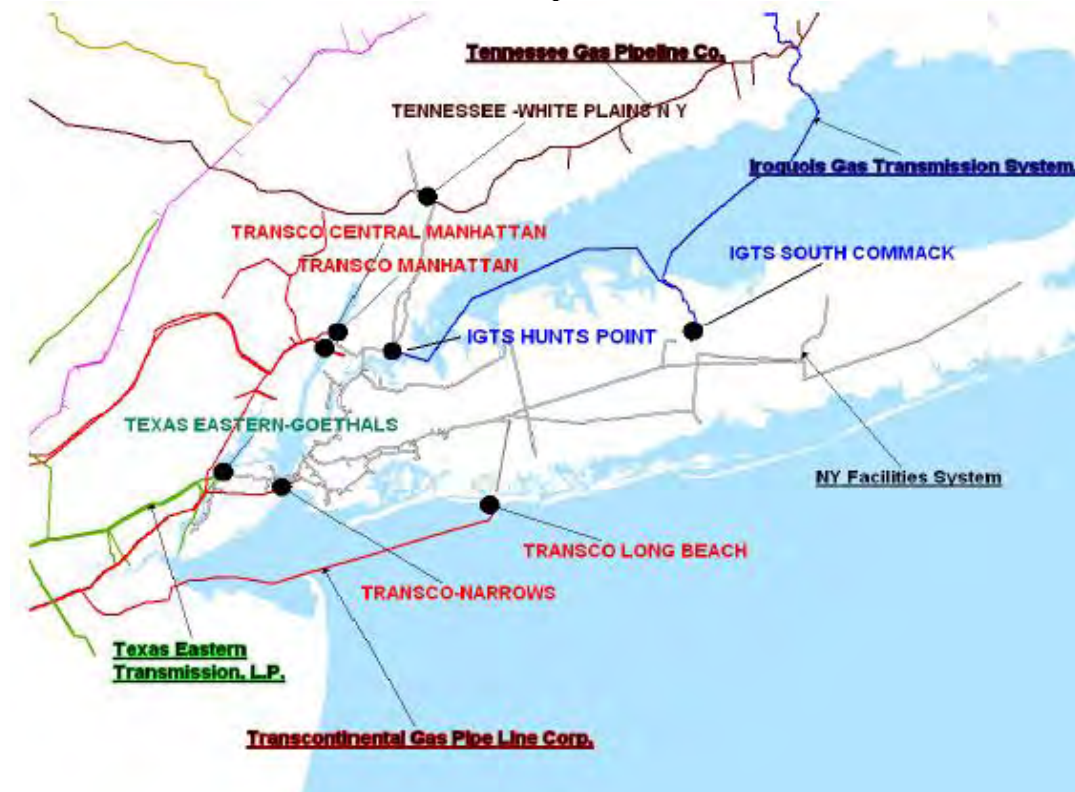 Tennessee Gas Pipeline Co.
TENNESSEE -WHITE PLAINS N Y
Iroquois Gas Transmission System.
TRANSCO CENTRAL MANHATTAN
TRANSCO MANHATTAN
IGTS SOUTH COMMACK
IGTS HUNTS POINT
TEXAS EASTERN-GOETHALS
NY Facilities System
TRANSCO LONG BEACH
TRANSCO-NARROWS
Texas Eastern
Transmission, L.P.
Transcontinental Gas Pipe Line Corp.